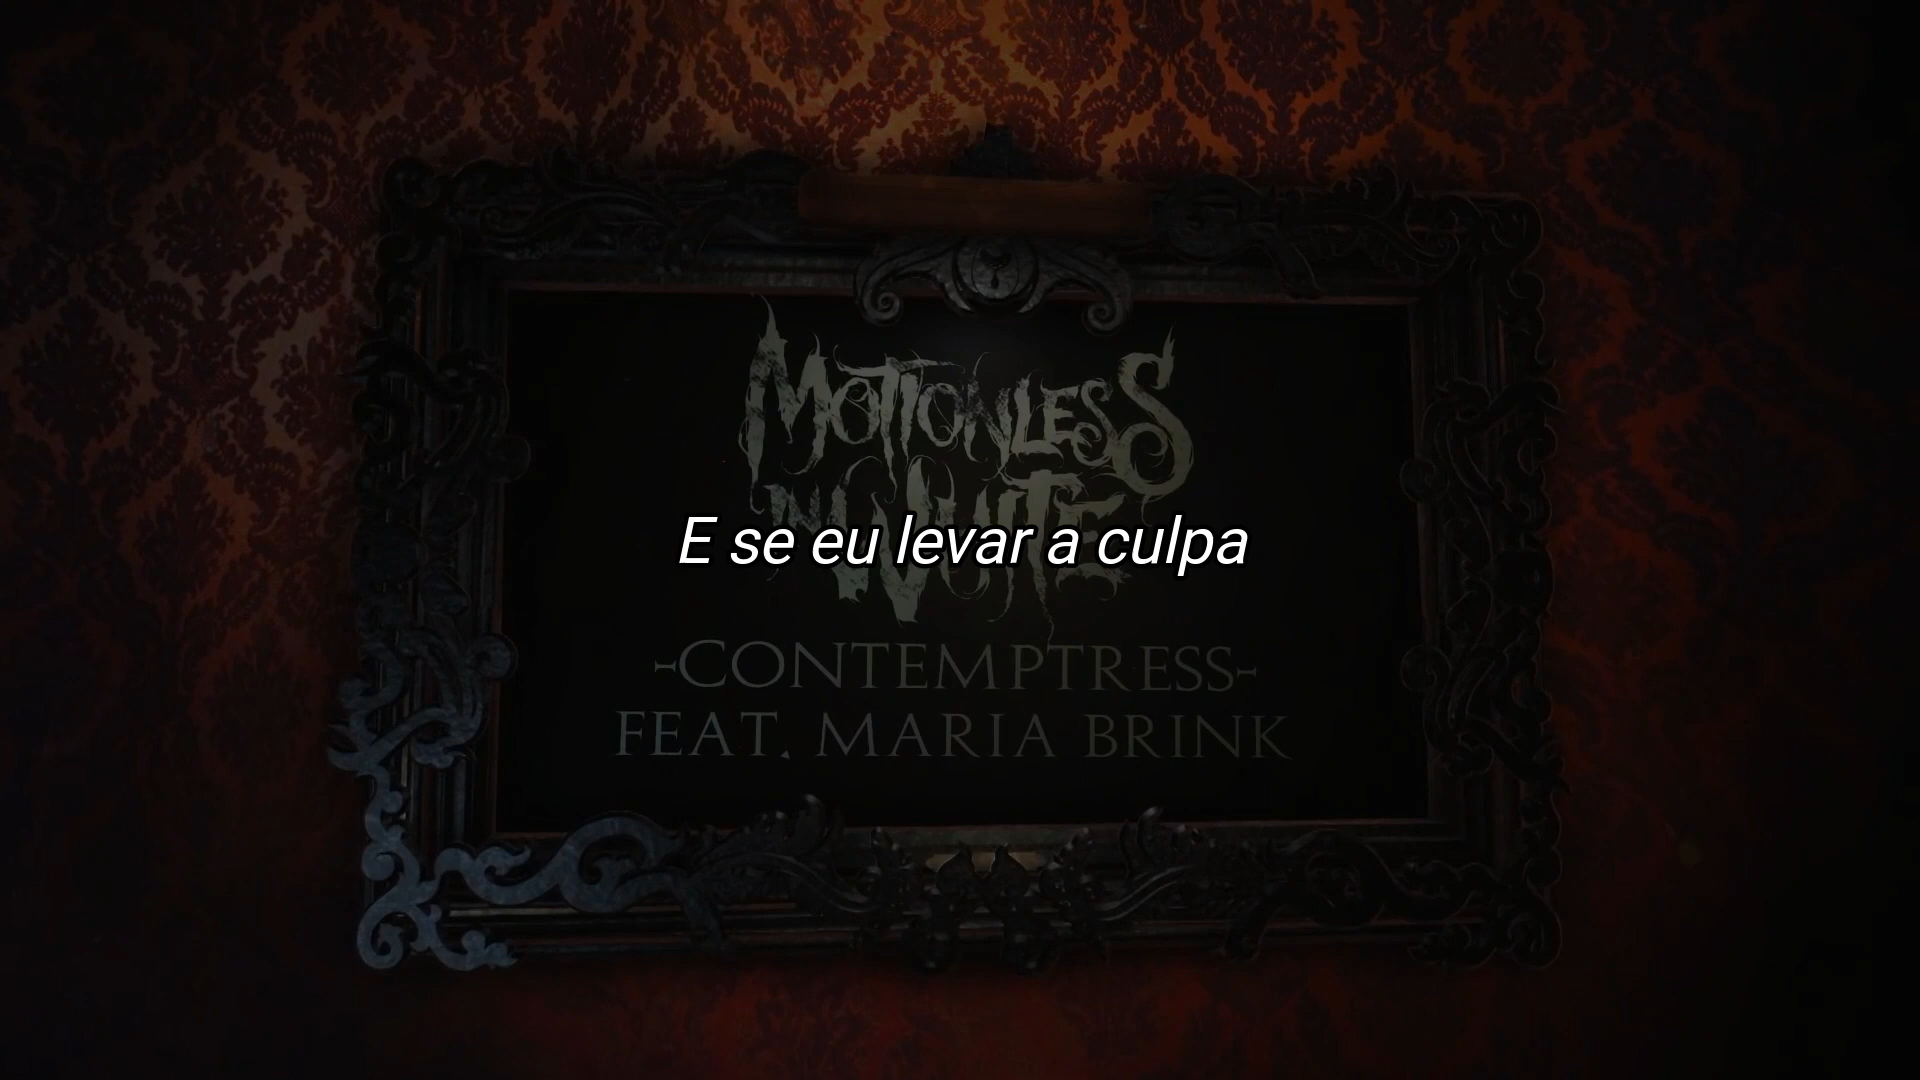 MOTIONLESS
IN WHITE
E se eu levar a culpa
-CONTEMPTRESS-
FEAT. MARIA BRINK